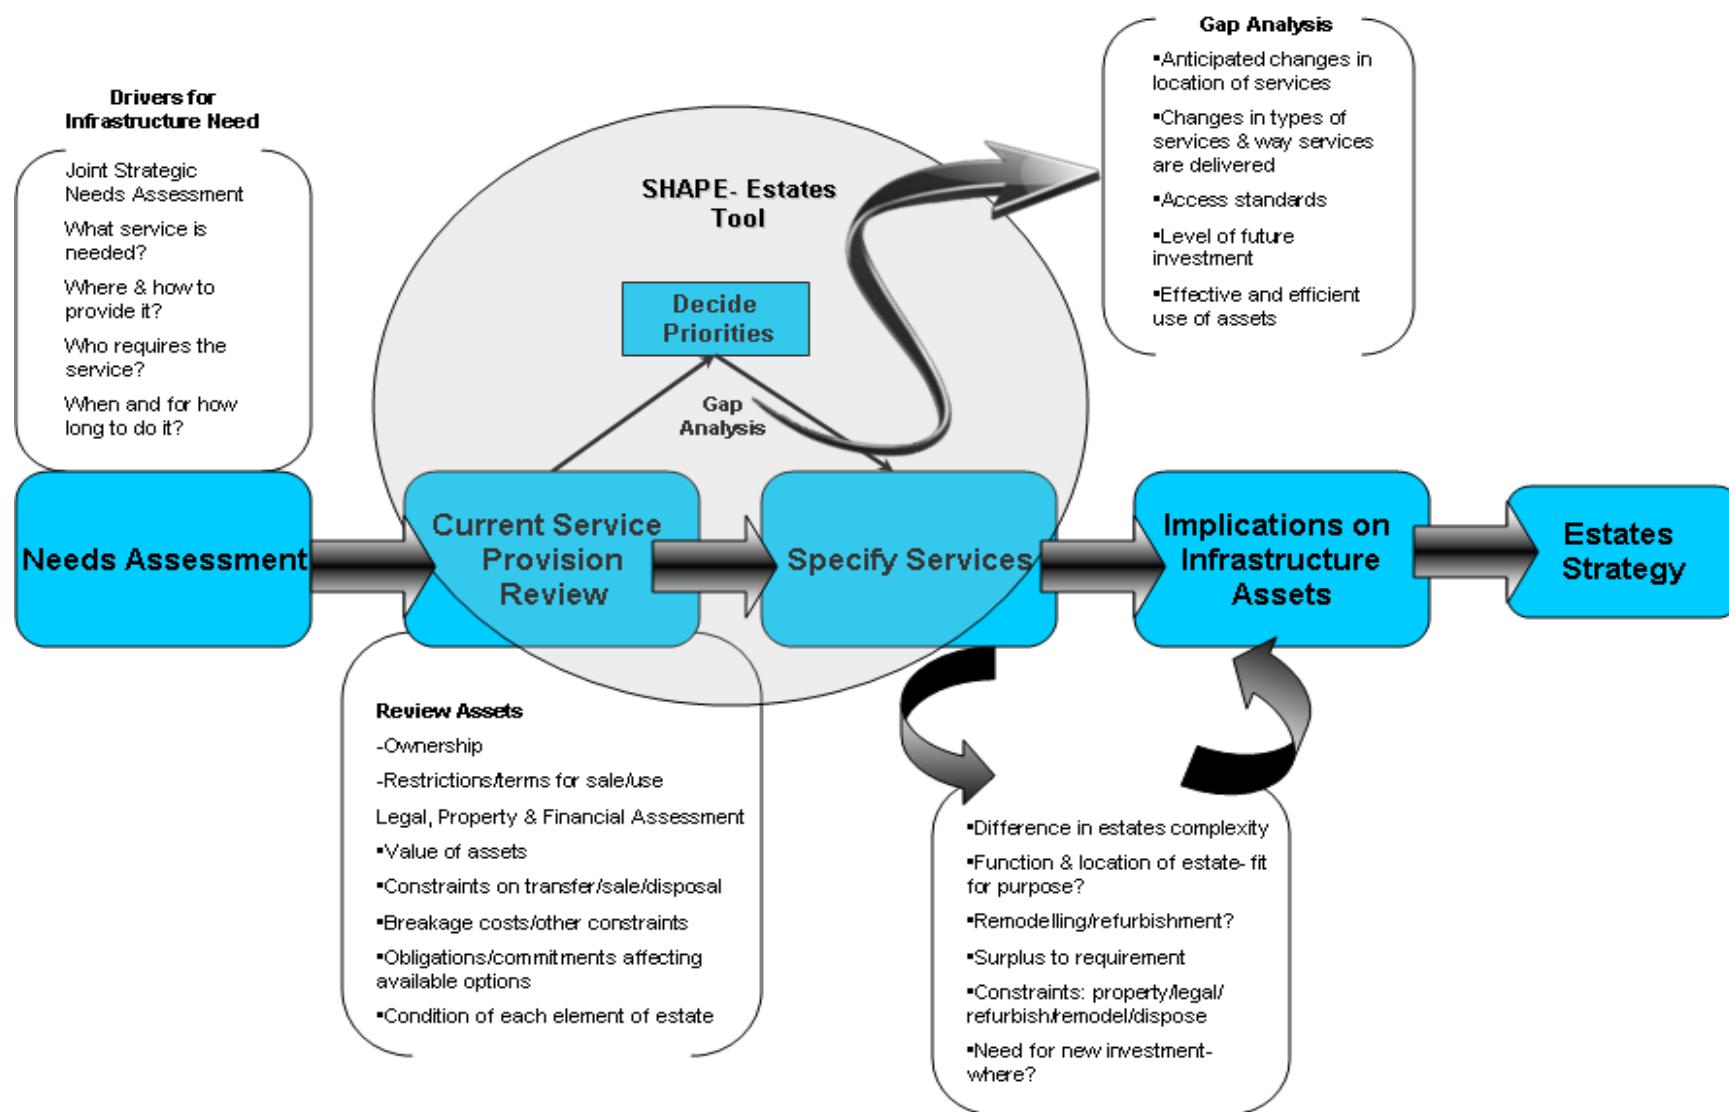 Drivers for
Infrastructure Need
Joint Strategic
Needs Assessment
What service is
needed?
Where & how to
provide it?
Who requires the
service?
When and for how
long to do it?
SHAPE- Estates
Tool
Decide
Priorities
Gap
Analysis
Gap Analysis
▪Anticipated changes in
location of services
▪Changes in types of
services & way services
are delivered
▪Access standards
▪Level of future
investment
▪Effective and efficient
use of assets
Needs Assessment
Current Service
Provision
Review
Specify Services
Implications on
Infrastructure
Assets
Estates
Strategy
Review Assets
-Ownership
-Restrictions/terms for sale/use
Legal, Property & Financial Assessment
▪Value of assets
▪Constraints on transfer/sale/disposal
▪Breakage costs/other constraints
▪Obligations/commitments affecting
available options
▪Condition of each element of estate
▪Difference in estates complexity
▪Function & location of estate- fit
for purpose?
▪Remodelling/refurbishment?
▪Surplus to requirement
▪Constraints: property/legal/
refurbish/remodel/dispose
▪Need for new investment-
where?